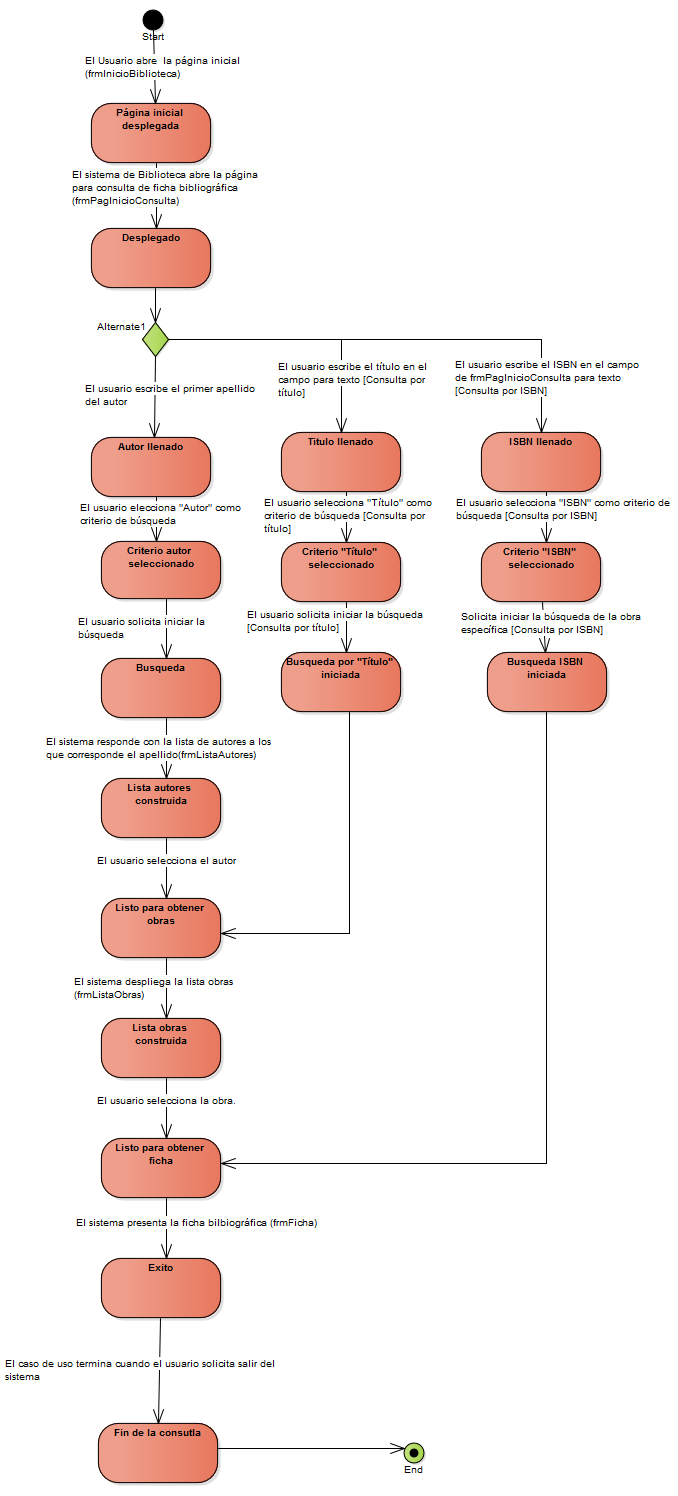 Start
El Usuario abre la página inicial
(frmInicioBiblioteca)
Página inicial
desplegada
El sistema de Biblioteca abre la página
para consulta de ficha bibliográfica
(frmPagInicioConsulta)
Desplegado
Alternate1
El usuario escribe el primer apellido
del autor
El usuario escribe el título en el
campo para texto [Consulta por
título]
El usuario escribe el ISBN en el campo
de frmPagInicioConsulta para texto
[Consulta por ISBN]
Autor llenado
Titulo llenado
ISBN llenado
El usuario elecciona "Autor" como
criterio de búsqueda
El usuario selecciona "Título" como
criterio de búsqueda [Consulta por
título]
El usuario selecciona "ISBN" como criterio de
búsqueda [Consulta por ISBN]
Criterio autor
seleccionado
Criterio "Título"
seleccionado
Criterio "ISBN"
seleccionado
El usuario solicita iniciar la
búsqueda
El usuario solicita iniciar la búsqueda
[Consulta por título]
Solicita iniciar la búsqueda de la obra
específica [Consulta por ISBN]
Busqueda
Busqueda por "Título"
iniciada
Busqueda ISBN
iniciada
El sistema responde con la lista de autores a los
que corresponde el apellido(frmListaAutores)
Lista autores
construida
El usuario selecciona el autor
Listo para obtener
obras
El sistema despliega la lista obras
(frmListaObras)
Lista obras
construida
El usuario selecciona la obra.
Listo para obtener
ficha
El sistema presenta la ficha bilbiográfica (frmFicha)
Exito
El caso de uso termina cuando el usuario solicita salir del
sistema
Fin de la consutla
End